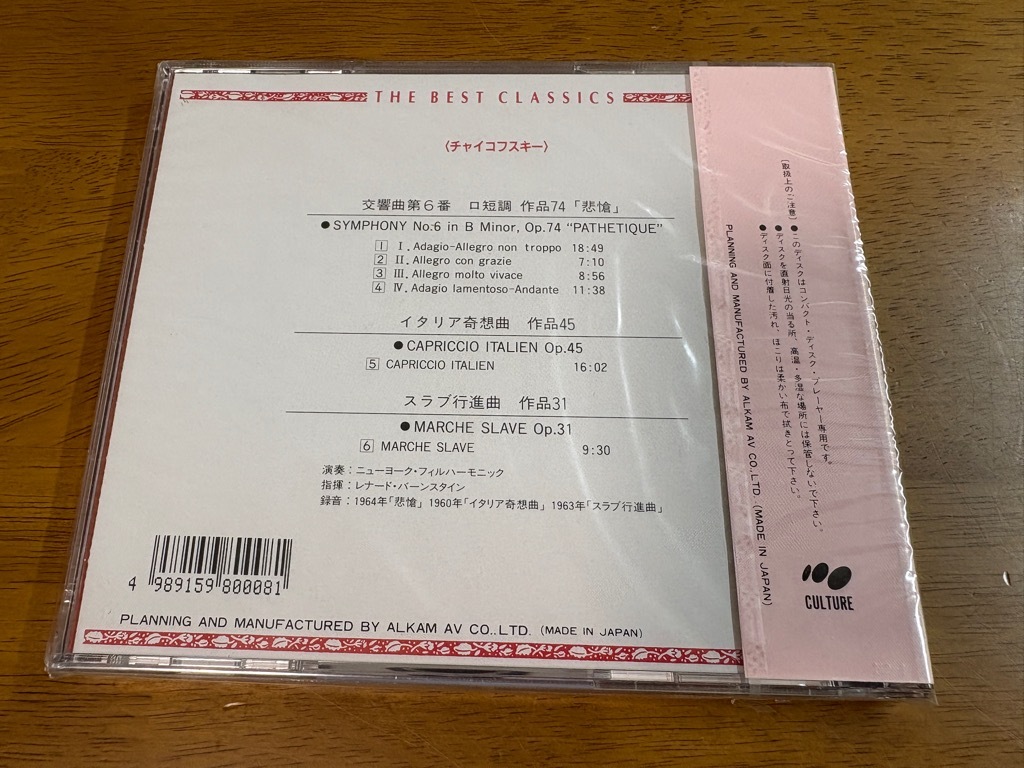 THE BEST CLASSICS
〈チャイコフスキー〉
交響曲第6番 ロ短調 作品74「悲愴」
●SYMPHONY No.6 in B Minor, Op.74 “PATHETIQUE”
1 I. Adagio-Allegro non troppo 18:49
2 II. Allegro con grazie 7:10
3 III. Allegro molto vivace 8:56
4 IV. Adagio lamentoso-Andante 11:38
イタリア奇想曲 作品45
●CAPRICCIO ITALIEN Op.45
5 CAPRICCIO ITALIEN 16:02
スラブ行進曲 作品31
●MARCHE SLAVE Op.31
6 MARCHE SLAVE 9:30
演奏：ニューヨーク・フィルハーモニック
指揮：レナード・バーンスタイン
録音：1964年「悲愴」1960年「イタリア奇想曲」1963年「スラブ行進曲」
4 989159 800081
PLANNING AND MANUFACTURED BY ALKAM AV CO.,LTD. (MADE IN JAPAN)
〔取扱上のご注意〕
●このディスクはコンパクト・ディスク・プレーヤー専用です。
●ディスクを直射日光の当る所、高温・多湿な場所には保管しないで下さい。
●ディスク面に付着した汚れ、ほこりは柔かい布で拭きとって下さい。
PLANNING AND MANUFACTURED BY ALKAM AV CO.,LTD. (MADE IN JAPAN)
CULTURE